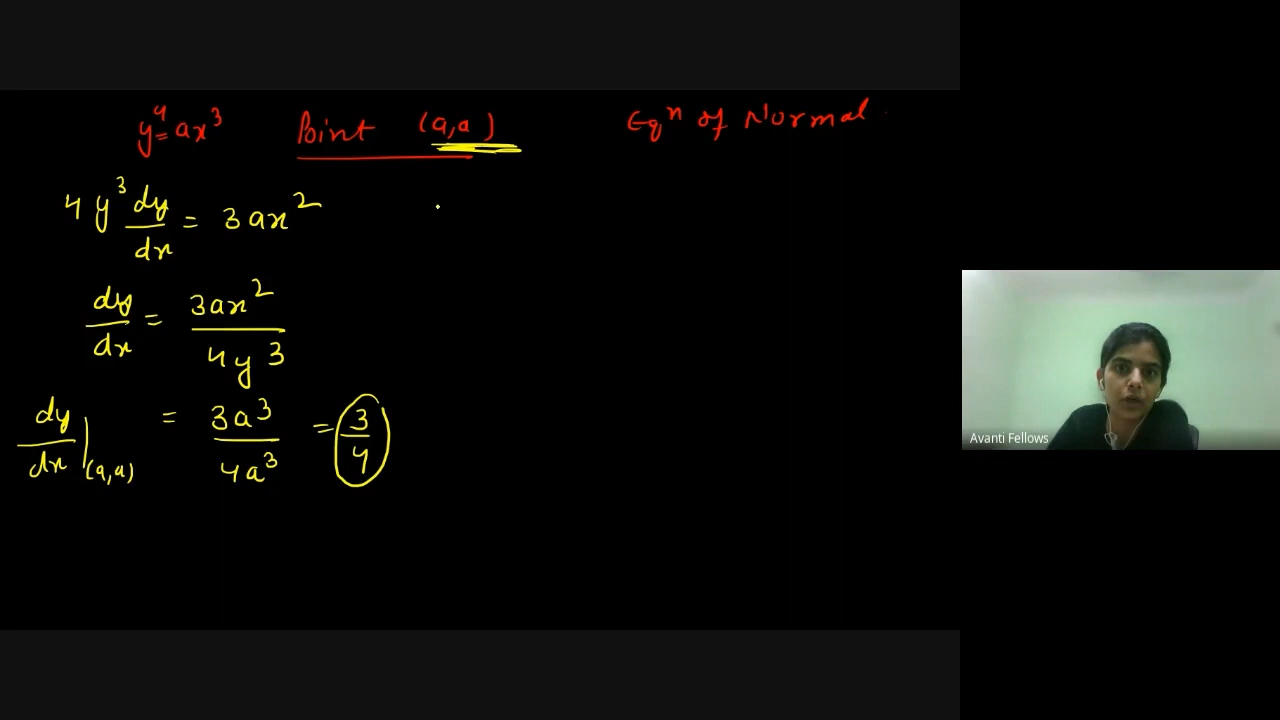 y⁴ = ax³ Point (a,a) Eqⁿ of Normal
4y³ dy/dx = 3ax²
dy/dx = 3ax²/4y³
dy/dx|(a,a) = 3a³/4a³ = 3/4
Avanti Fellows